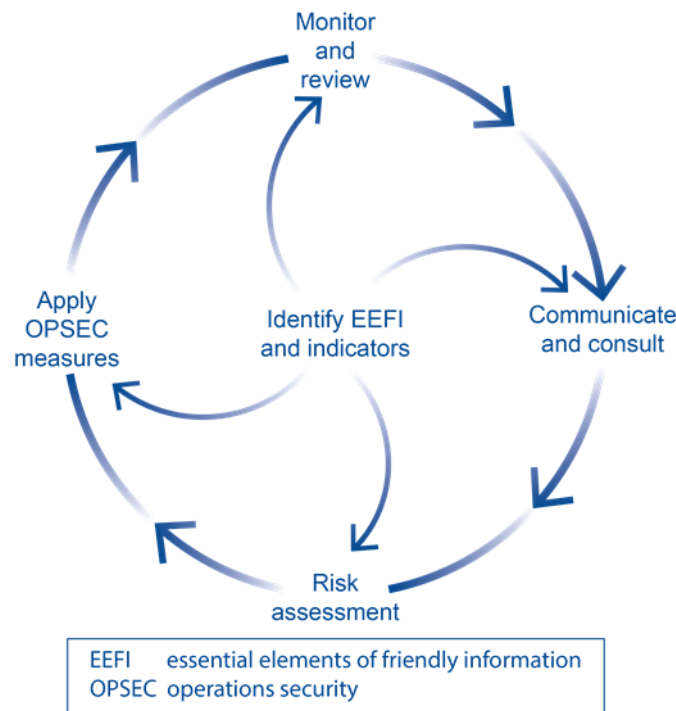 Monitor
and
review
Communicate
and consult
Identify EEFI
and indicators
Apply
OPSEC
measures
Risk
assessment
EEFI essential elements of friendly information
OPSEC operations security